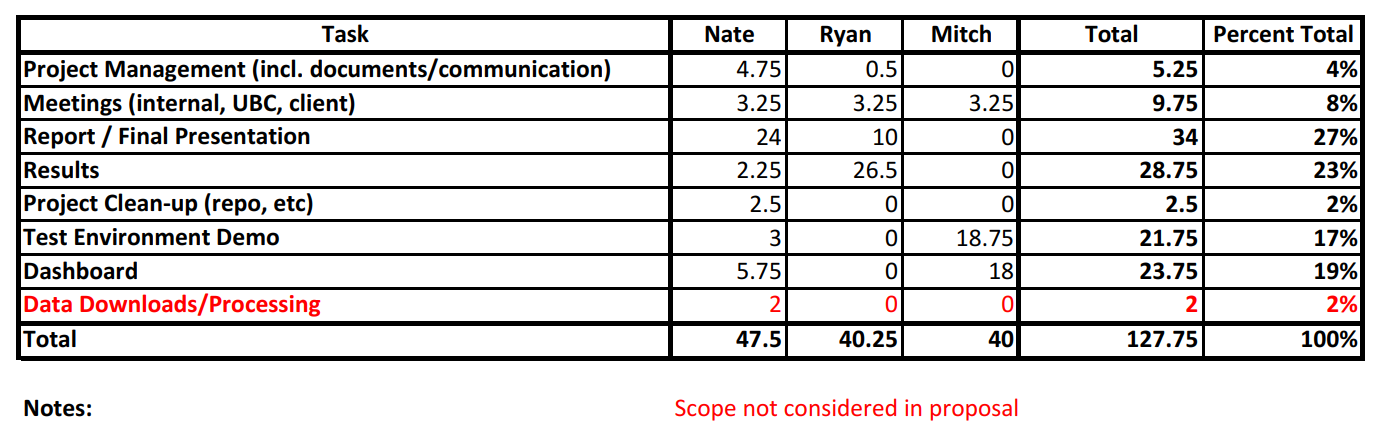 Task Nate Ryan Mitch Total Percent Total
Project Management (incl. documents/communication) 4.75 0.5 0 5.25 4%
Meetings (internal, UBC, client) 3.25 3.25 3.25 9.75 8%
Report / Final Presentation 24 10 0 34 27%
Results 2.25 26.5 0 28.75 23%
Project Clean-up (repo, etc) 2.5 0 0 2.5 2%
Test Environment Demo 3 0 18.75 21.75 17%
Dashboard 5.75 0 18 23.75 19%
Data Downloads/Processing 2 0 0 2 2%
Total 47.5 40.25 40 127.75 100%
Notes: Scope not considered in proposal